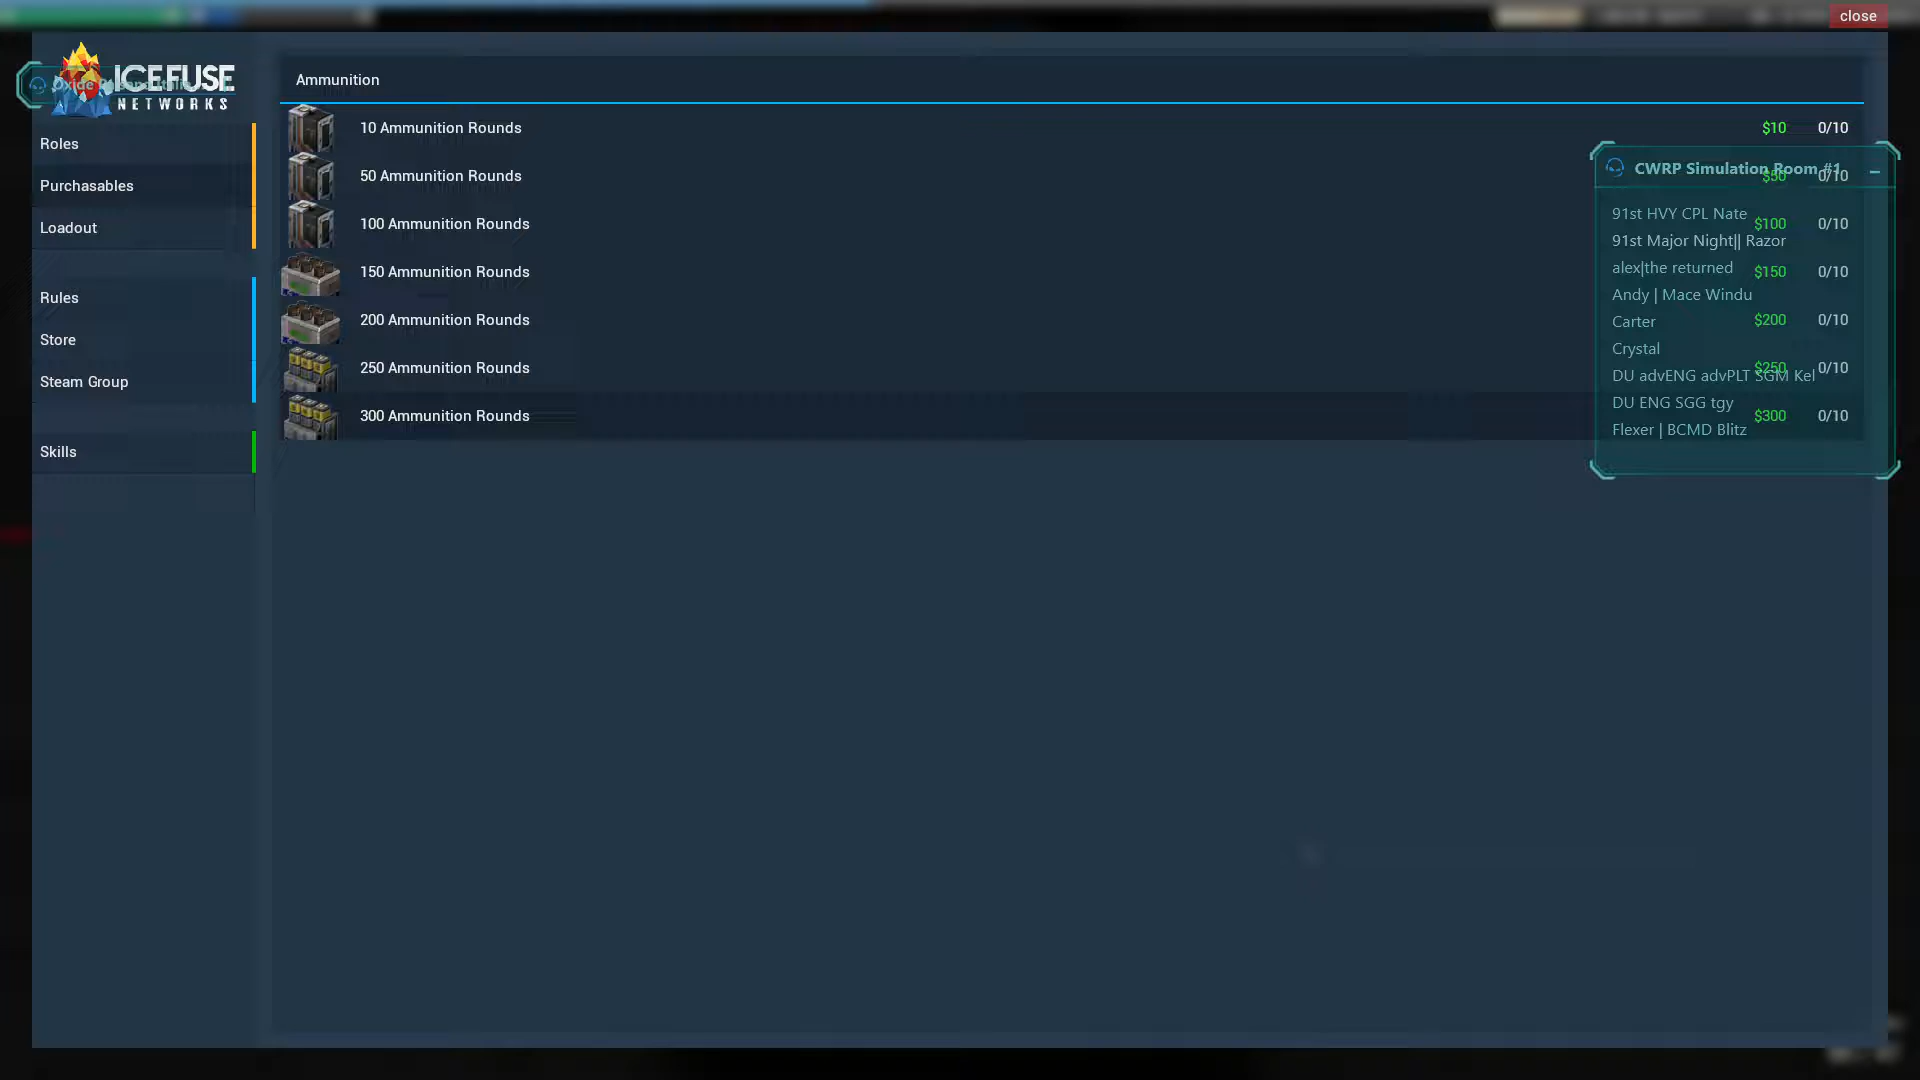 close
ICEFUSE
NETWORKS
Roles
Purchasables
Loadout
Rules
Store
Steam Group
Skills
Ammunition
10 Ammunition Rounds $10 0/10
50 Ammunition Rounds $50 0/10
100 Ammunition Rounds $100 0/10
150 Ammunition Rounds $150 0/10
200 Ammunition Rounds $200 0/10
250 Ammunition Rounds $250 0/10
300 Ammunition Rounds $300 0/10
CWRP Simulation Room #1
91st HVY CPL Nate
91st Major Night|| Razor
alex|the returned
Andy | Mace Windu
Carter
Crystal
DU advENG advPLT SGM Kel
DU ENG SGG tgy
Flexer | BCMD Blitz